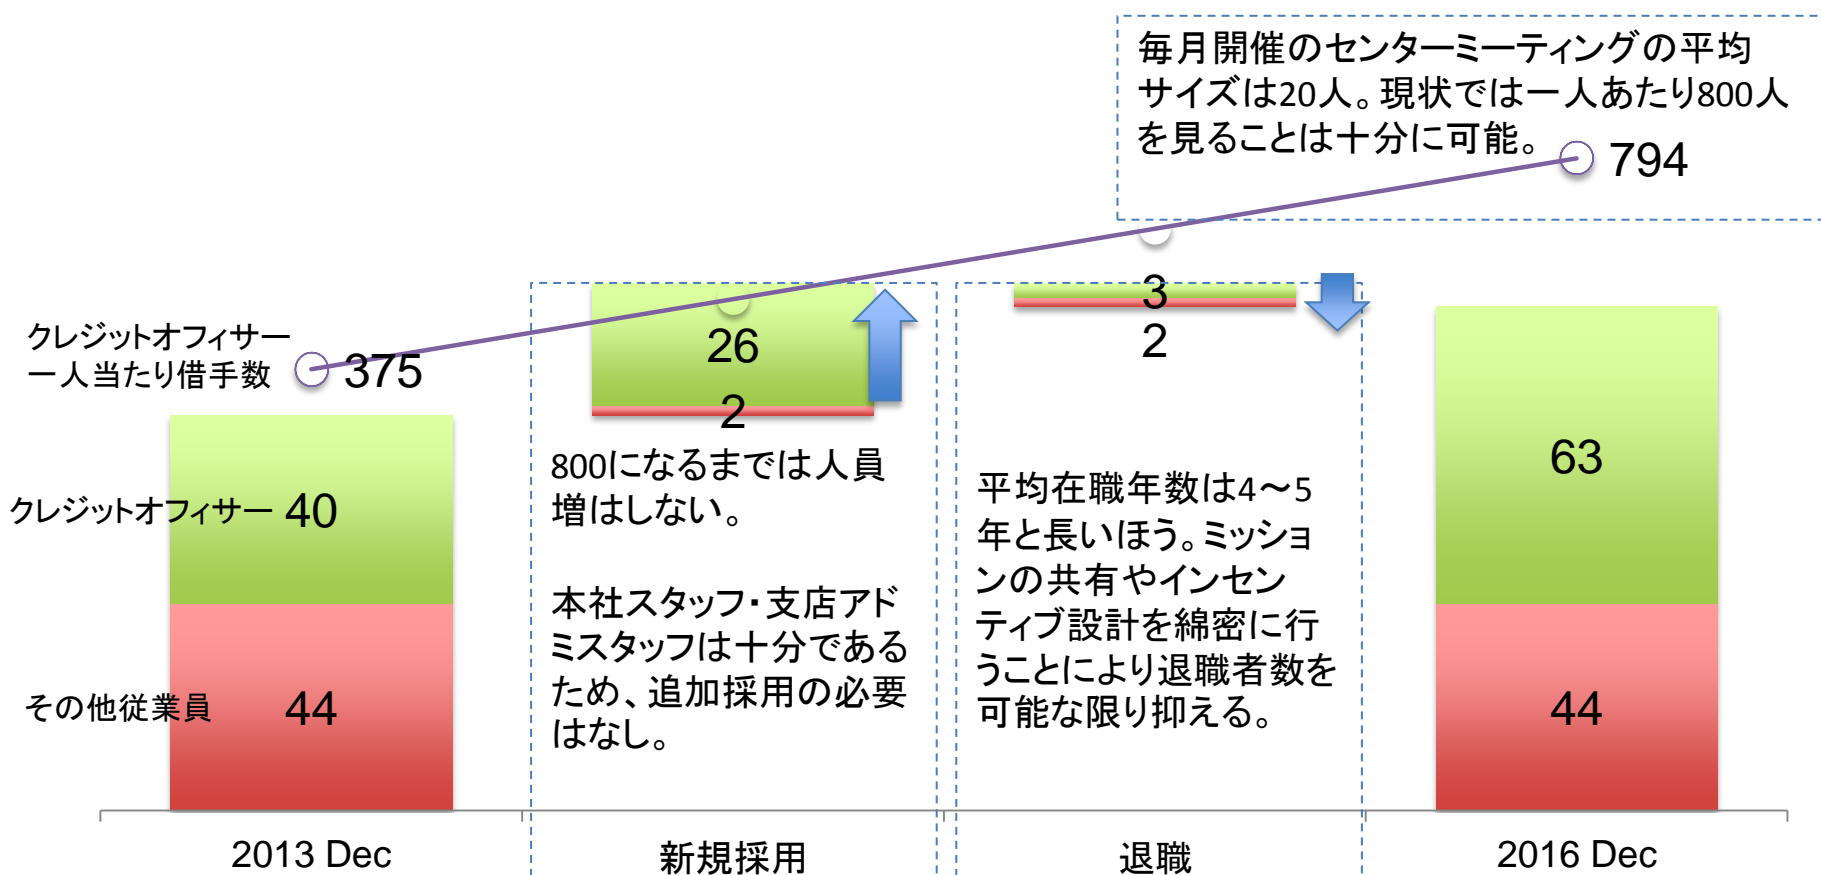 毎月開催のセンターミーティングの平均
サイズは20人。現状では一人あたり800人
を見ることは十分に可能。
794
クレジットオフィサー
一人当たり借手数
375
26
2
3
2
クレジットオフィサー
40
63
その他従業員
44
44
800になるまでは人員
増はしない。
本社スタッフ・支店アド
ミスタッフは十分である
ため、追加採用の必要
はなし。
平均在職年数は4～5
年と長いほう。ミッショ
ンの共有やインセン
ティブ設計を綿密に行
うことにより退職者数を
可能な限り抑える。
2013 Dec
新規採用
退職
2016 Dec